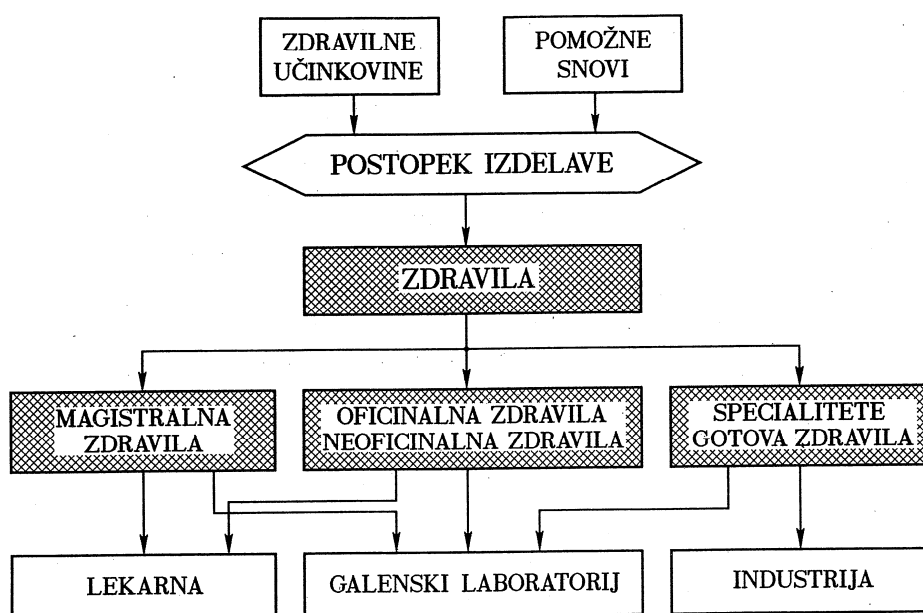 ZDRAVILNE
UČINKOVINE
POMOŽNE
SNOVI
POSTOPEK IZDELAVE
ZDRAVILA
MAGISTRALNA
ZDRAVILA
OFICINALNA ZDRAVILA
NEOFICINALNA ZDRAVILA
SPECIALITETE
GOTOVA ZDRAVILA
LEKARNA
GALENSKI LABORATORIJ
INDUSTRIJA